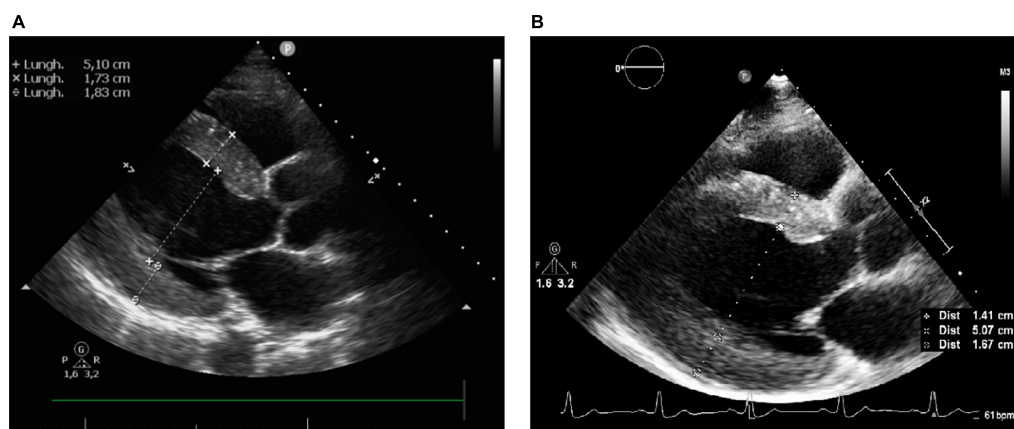 A
P
+ Lungh. 5,10 cm
× Lungh. 1,73 cm
Lungh. 1,83 cm
G
P R
1,6 3,2
B
0°
P
M3
G
P R
1.6 3.2
Dist 1.41 cm
Dist 5.07 cm
Dist 1.67 cm
61 bpm